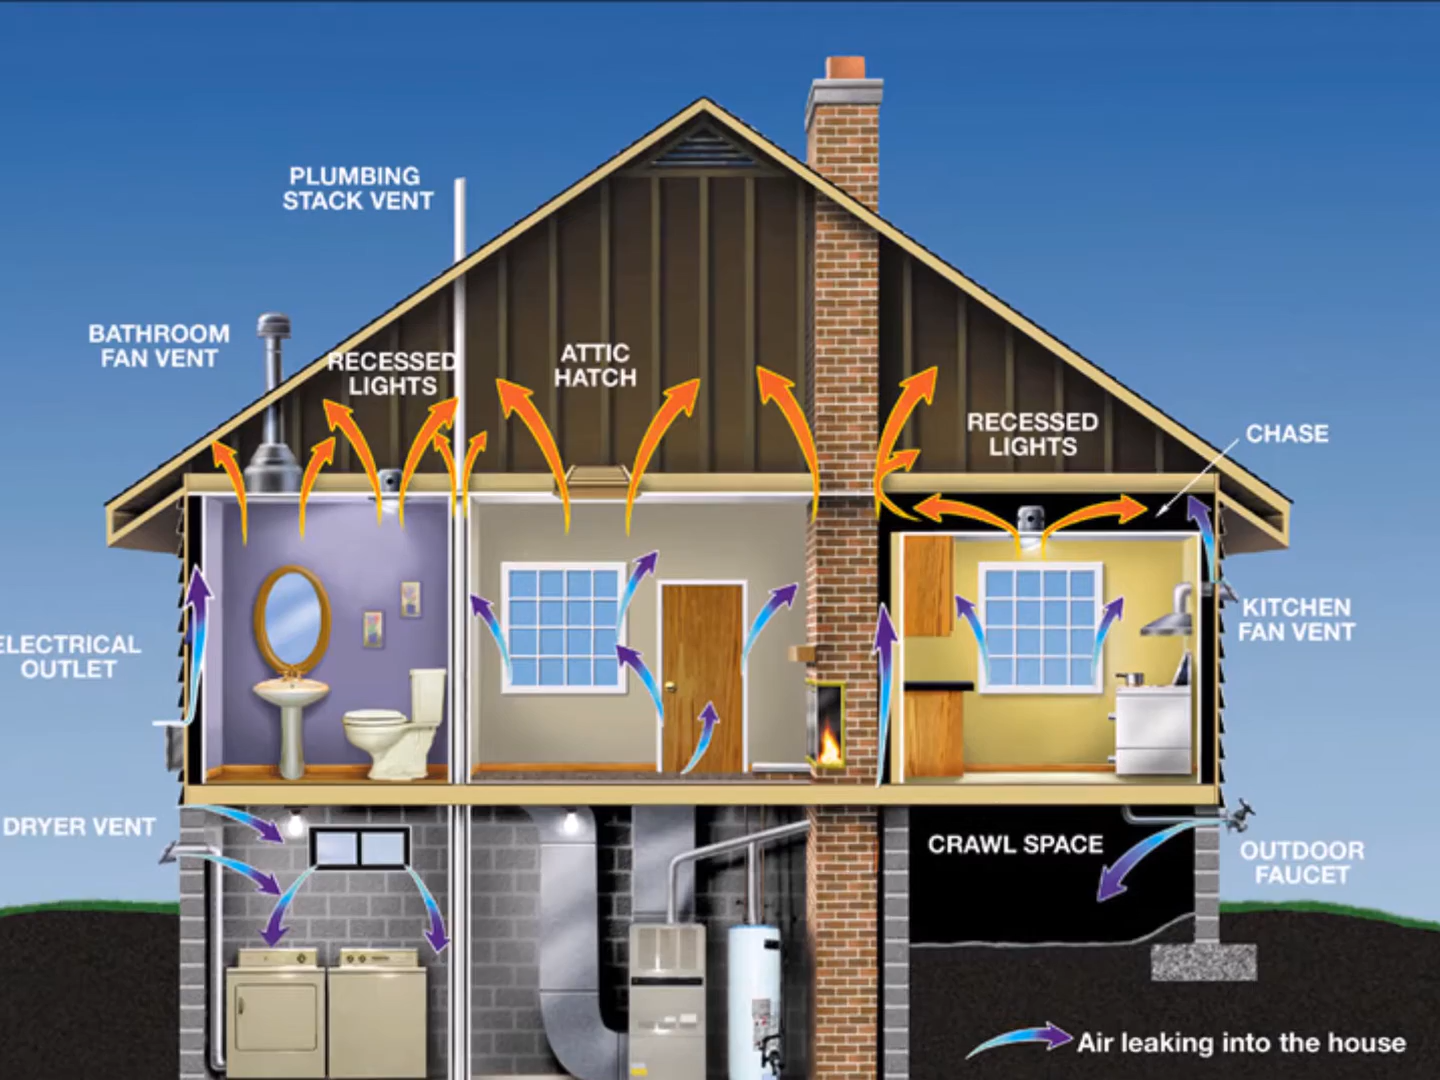 PLUMBING
STACK VENT
BATHROOM
FAN VENT
RECESSED
LIGHTS
ATTIC
HATCH
RECESSED
LIGHTS
CHASE
KITCHEN
FAN VENT
ELECTRICAL
OUTLET
DRYER VENT
CRAWL SPACE
OUTDOOR
FAUCET
Air leaking into the house